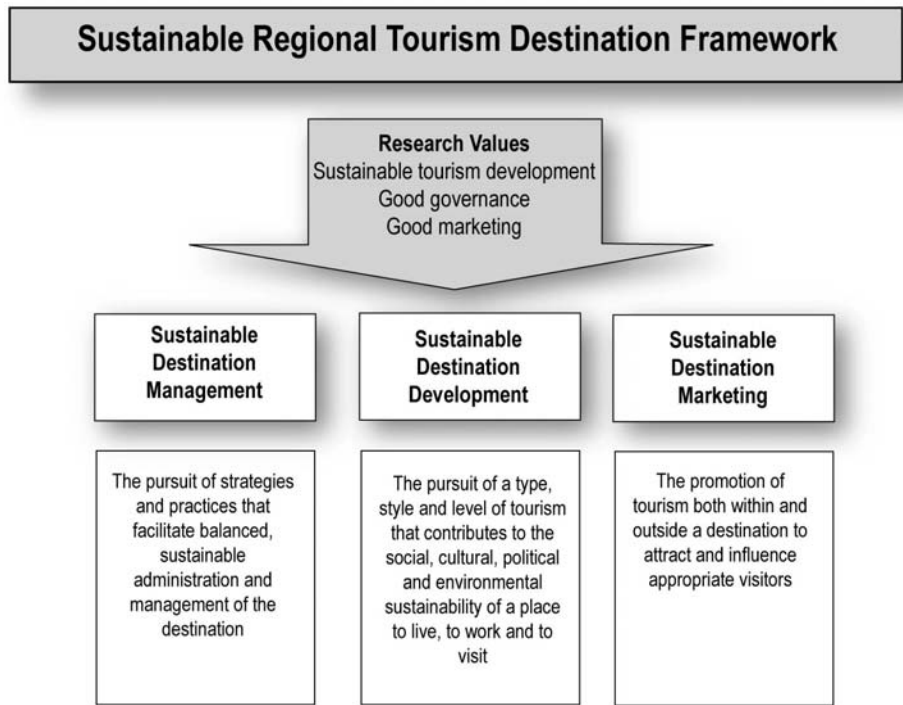 Sustainable Regional Tourism Destination Framework
Research Values
Sustainable tourism development
Good governance
Good marketing
Sustainable
Destination
Management
Sustainable
Destination
Development
Sustainable
Destination
Marketing
The pursuit of strategies
and practices that
facilitate balanced,
sustainable
administration and
management of the
destination
The pursuit of a type,
style and level of tourism
that contributes to the
social, cultural, political
and environmental
sustainability of a place
to live, to work and to
visit
The promotion of
tourism both within and
outside a destination to
attract and influence
appropriate visitors